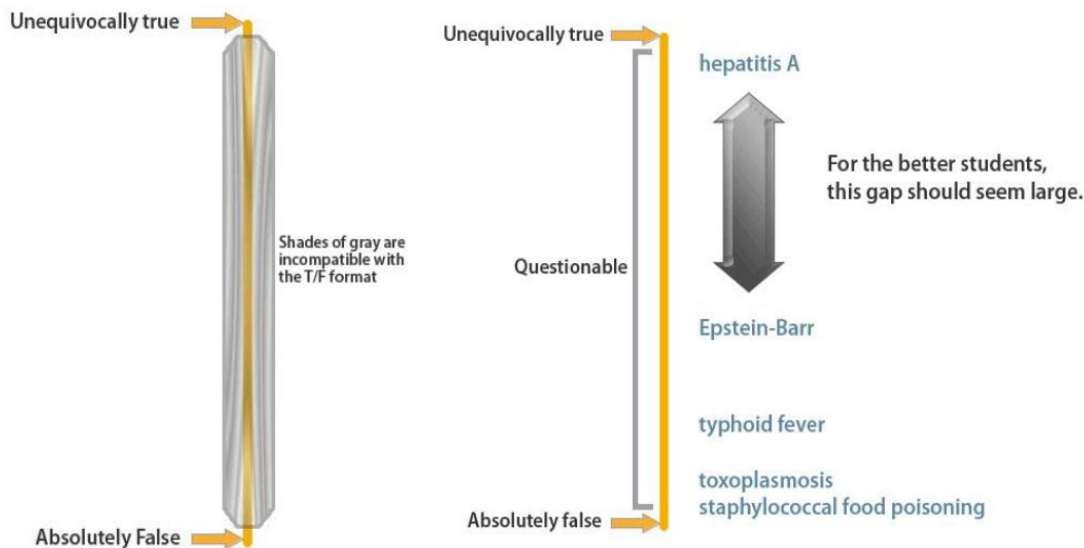 Unequivocally true
Shades of gray are
incompatible with
the T/F format
Absolutely False
Unequivocally true
hepatitis A
For the better students,
this gap should seem large.
Questionable
Epstein-Barr
typhoid fever
toxoplasmosis
staphylococcal food poisoning
Absolutely false